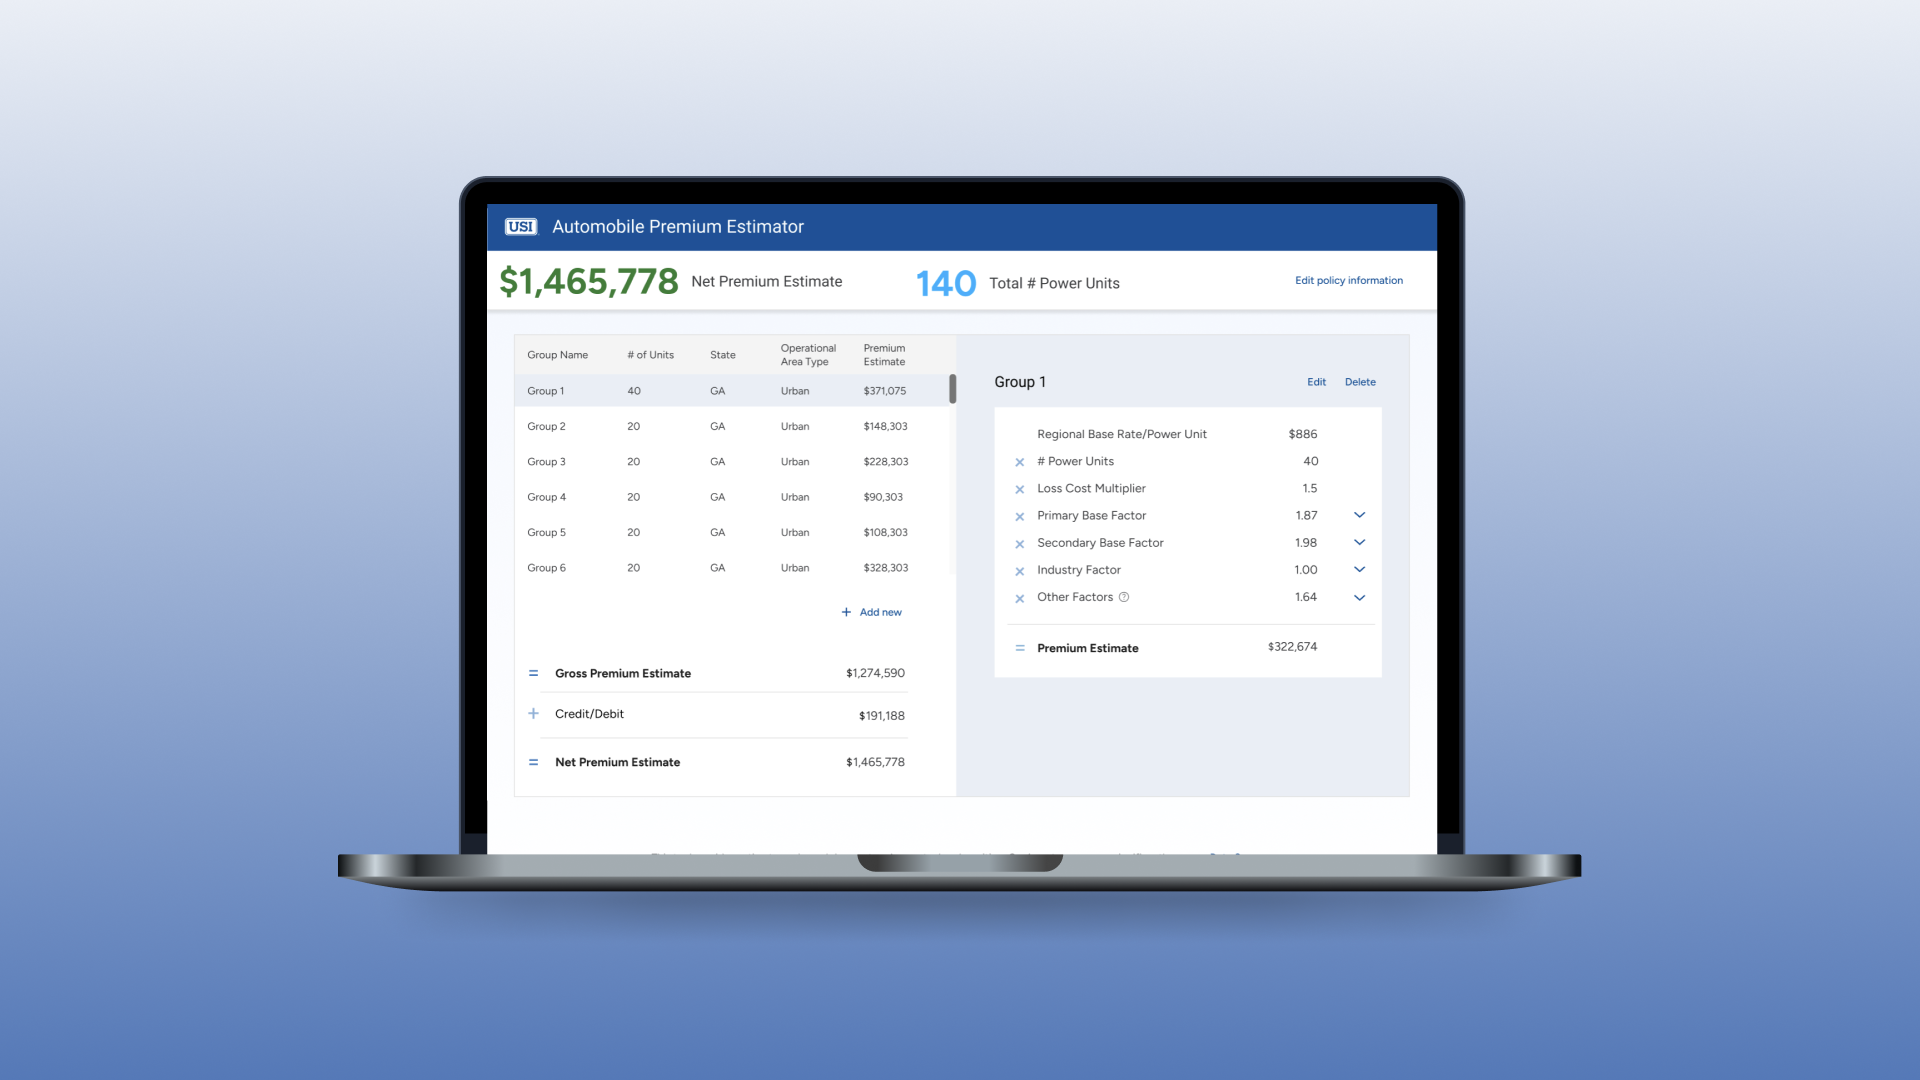 USI Automobile Premium Estimator
$1,465,778 Net Premium Estimate 140 Total # Power Units Edit policy information
Group Name # of Units State Operational Area Type Premium Estimate
Group 1 40 GA Urban $371,075
Group 2 20 GA Urban $148,303
Group 3 20 GA Urban $228,303
Group 4 20 GA Urban $90,303
Group 5 20 GA Urban $108,303
Group 6 20 GA Urban $328,303
+ Add new
= Gross Premium Estimate $1,274,590
+ Credit/Debit $191,188
= Net Premium Estimate $1,465,778
Group 1 Edit Delete
Regional Base Rate/Power Unit $886
× # Power Units 40
× Loss Cost Multiplier 1.5
× Primary Base Factor 1.87
× Secondary Base Factor 1.98
× Industry Factor 1.00
× Other Factors ? 1.64
= Premium Estimate $322,674